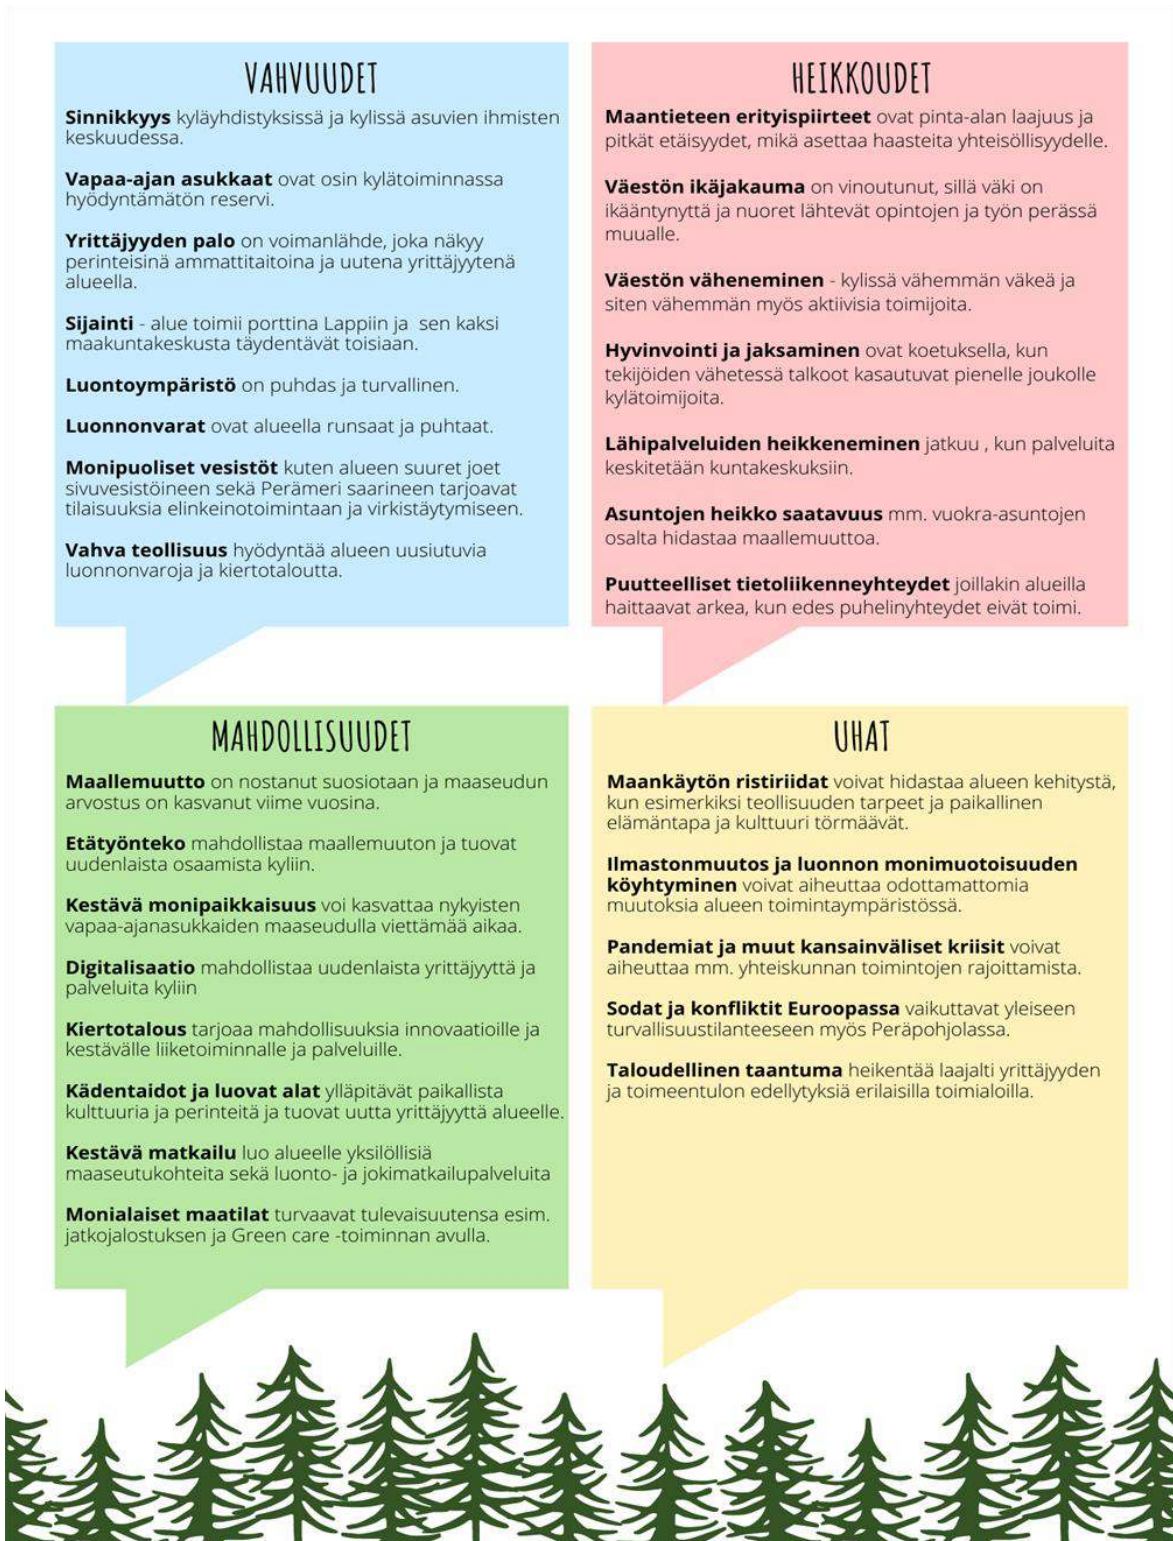 VAHVUUDET
Sinnikkyys kyläyhdistyksissä ja kylissä asuvien ihmisten
keskuudessa.
Vapaa-ajan asukkaat ovat osin kylätoiminnassa
hyödyntämätön reservi.
Yrittäjyyden palo on voimanlähde, joka näkyy
perinteisinä ammattitaitoina ja uutena yrittäjyytenä
alueella.
Sijainti - alue toimii porttina Lappiin ja sen kaksi
maakuntakeskusta täydentävät toisiaan.
Luontoympäristö on puhdas ja turvallinen.
Luonnonvarat ovat alueella runsaat ja puhtaat.
Monipuoliset vesistöt kuten alueen suuret joet
sivuvesistöineen sekä Perämeri saarineen tarjoavat
tilaisuuksia elinkeinotoimintaan ja virkistäytymiseen.
Vahva teollisuus hyödyntää alueen uusiutuvia
luonnonvaroja ja kiertotaloutta.
HEIKKOUDET
Maantieteen erityispiirteet ovat pinta-alan laajuus ja
pitkät etäisyydet, mikä asettaa haasteita yhteisöllisyydelle.
Väestön ikäjakauma on vinoutunut, sillä väki on
ikääntynyttä ja nuoret lähtevät opintojen ja työn perässä
muualle.
Väestön väheneminen - kylissä vähemmän väkeä ja
siten vähemmän myös aktiivisia toimijoita.
Hyvinvointi ja jaksaminen ovat koetuksella, kun
tekijöiden vähetessä talkoot kasautuvat pienelle joukolle
kylätoimijoita.
Lähipalveluiden heikkeneminen jatkuu , kun palveluita
keskitetään kuntakeskuksiin.
Asuntojen heikko saatavuus mm. vuokra-asuntojen
osalta hidastaa maallemuuttoa.
Puutteelliset tietoliikenneyhteydet joillakin alueilla
haittaavat arkea, kun edes puhelinyhteydet eivät toimi.
MAHDOLLISUUDET
Maallemuutto on nostanut suosiotaan ja maaseudun
arvostus on kasvanut viime vuosina.
Etätyönteko mahdollistaa maallemuuton ja tuovat
uudenlaista osaamista kyliin.
Kestävä monipaikkaisuus voi kasvattaa nykyisten
vapaa-ajanasukkaiden maaseudulla viettämää aikaa.
Digitalisaatio mahdollistaa uudenlaista yrittäjyyttä ja
palveluita kyliin
Kiertotalous tarjoaa mahdollisuuksia innovaatioille ja
kestävälle liiketoiminnalle ja palveluille.
Kädentaidot ja luovat alat ylläpitävät paikallista
kulttuuria ja perinteitä ja tuovat uutta yrittäjyyttä alueelle.
Kestävä matkailu luo alueelle yksilöllisiä
maaseutukohteita sekä luonto- ja jokimatkailupalveluita
Monialaiset maatilat turvaavat tulevaisuutensa esim.
jatkojalostuksen ja Green care -toiminnan avulla.
UHAT
Maankäytön ristiriidat voivat hidastaa alueen kehitystä,
kun esimerkiksi teollisuuden tarpeet ja paikallinen
elämäntapa ja kulttuuri törmäävät.
Ilmastonmuutos ja luonnon monimuotoisuuden
köyhtyminen voivat aiheuttaa odottamattomia
muutoksia alueen toimintaympäristössä.
Pandemiat ja muut kansainväliset kriisit voivat
aiheuttaa mm. yhteiskunnan toimintojen rajoittamista.
Sodat ja konfliktit Euroopassa vaikuttavat yleiseen
turvallisuustilanteeseen myös Peräpohjolassa.
Taloudellinen taantuma heikentää laajalti yrittäjyyden
ja toimeentulon edellytyksiä erilaisilla toimialoilla.